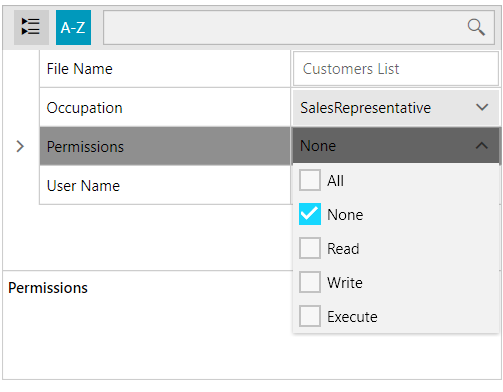 A-Z
File Name Customers List
Occupation SalesRepresentative
Permissions None
User Name
All
None
Read
Write
Execute
Permissions